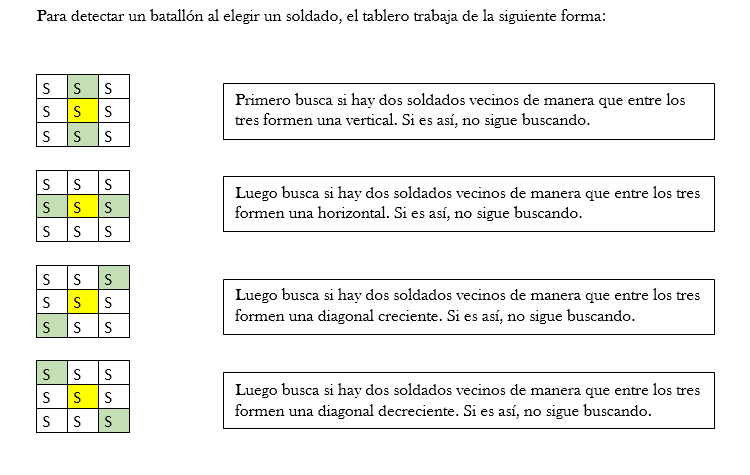 Para detectar un batallón al elegir un soldado, el tablero trabaja de la siguiente forma:
S S S
S S S
S S S
Primero busca si hay dos soldados vecinos de manera que entre los
tres formen una vertical. Si es así, no sigue buscando.
S S S
S S S
S S S
Luego busca si hay dos soldados vecinos de manera que entre los tres
formen una horizontal. Si es así, no sigue buscando.
S S S
S S S
S S S
Luego busca si hay dos soldados vecinos de manera que entre los tres
formen una diagonal creciente. Si es así, no sigue buscando.
S S S
S S S
S S S
Luego busca si hay dos soldados vecinos de manera que entre los tres
formen una diagonal decreciente. Si es así, no sigue buscando.